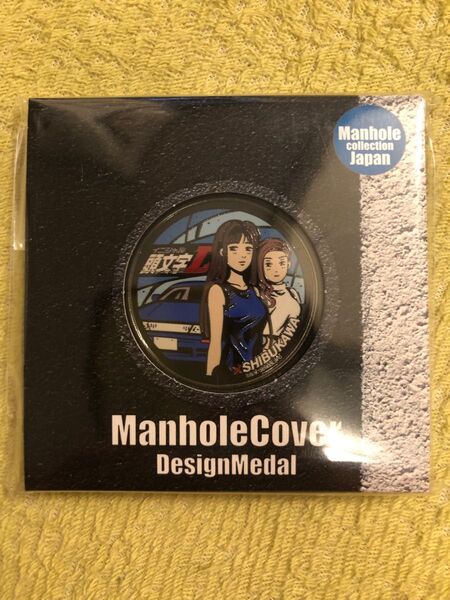 Manhole
collection
Japan
頭文字D
×SHIBUKAWA
ManholeCover
DesignMedal